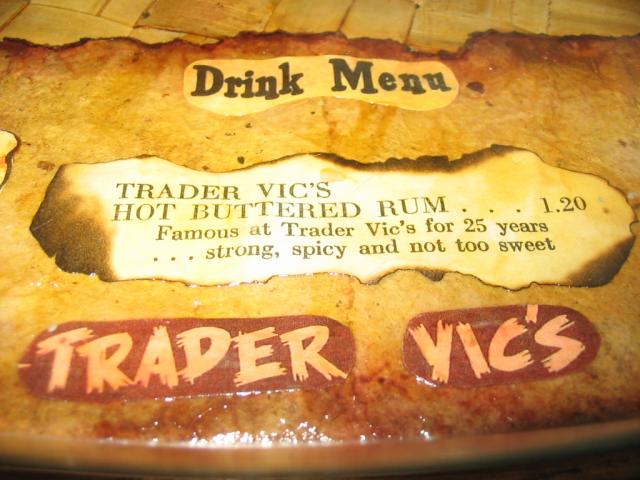 Drink Menu
TRADER VIC'S
HOT BUTTERED RUM . . . 1.20
Famous at Trader Vic's for 25 years
. . . strong, spicy and not too sweet
TRADER VIC'S